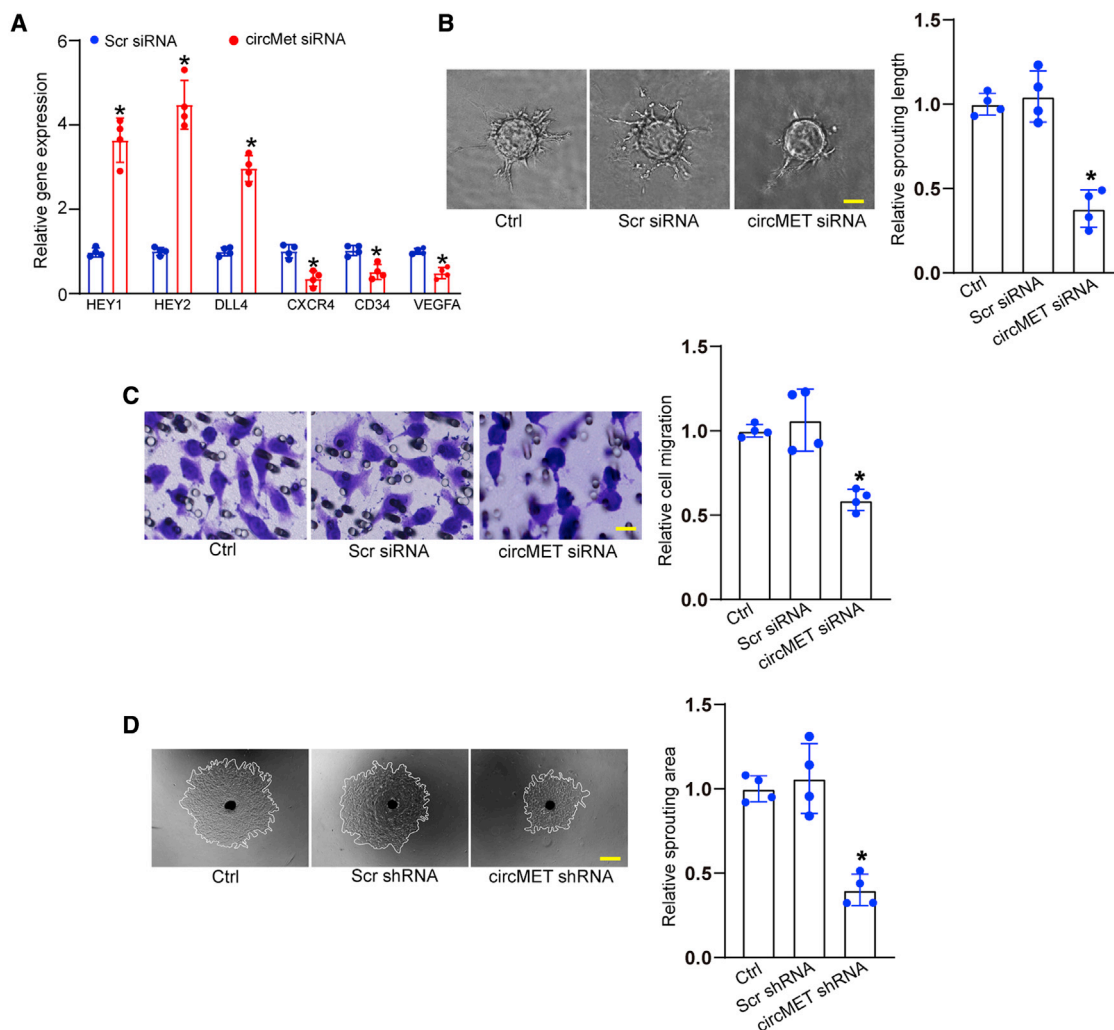 A
Scr siRNA
circMet siRNA
*
*
*
*
*
*
Relative gene expression
6
4
2
0
HEY1
HEY2
DLL4
CXCR4
CD34
VEGFA
B
Ctrl
Scr siRNA
circMET siRNA
Relative sprouting length
1.5
1.0
0.5
0.0
*
Ctrl
Scr siRNA
circMET siRNA
C
Ctrl
Scr siRNA
circMET siRNA
Relative cell migration
1.5
1.0
0.5
0.0
*
Ctrl
Scr siRNA
circMET siRNA
D
Ctrl
Scr shRNA
circMET shRNA
Relative sprouting area
1.5
1.0
0.5
0.0
*
Ctrl
Scr shRNA
circMET shRNA